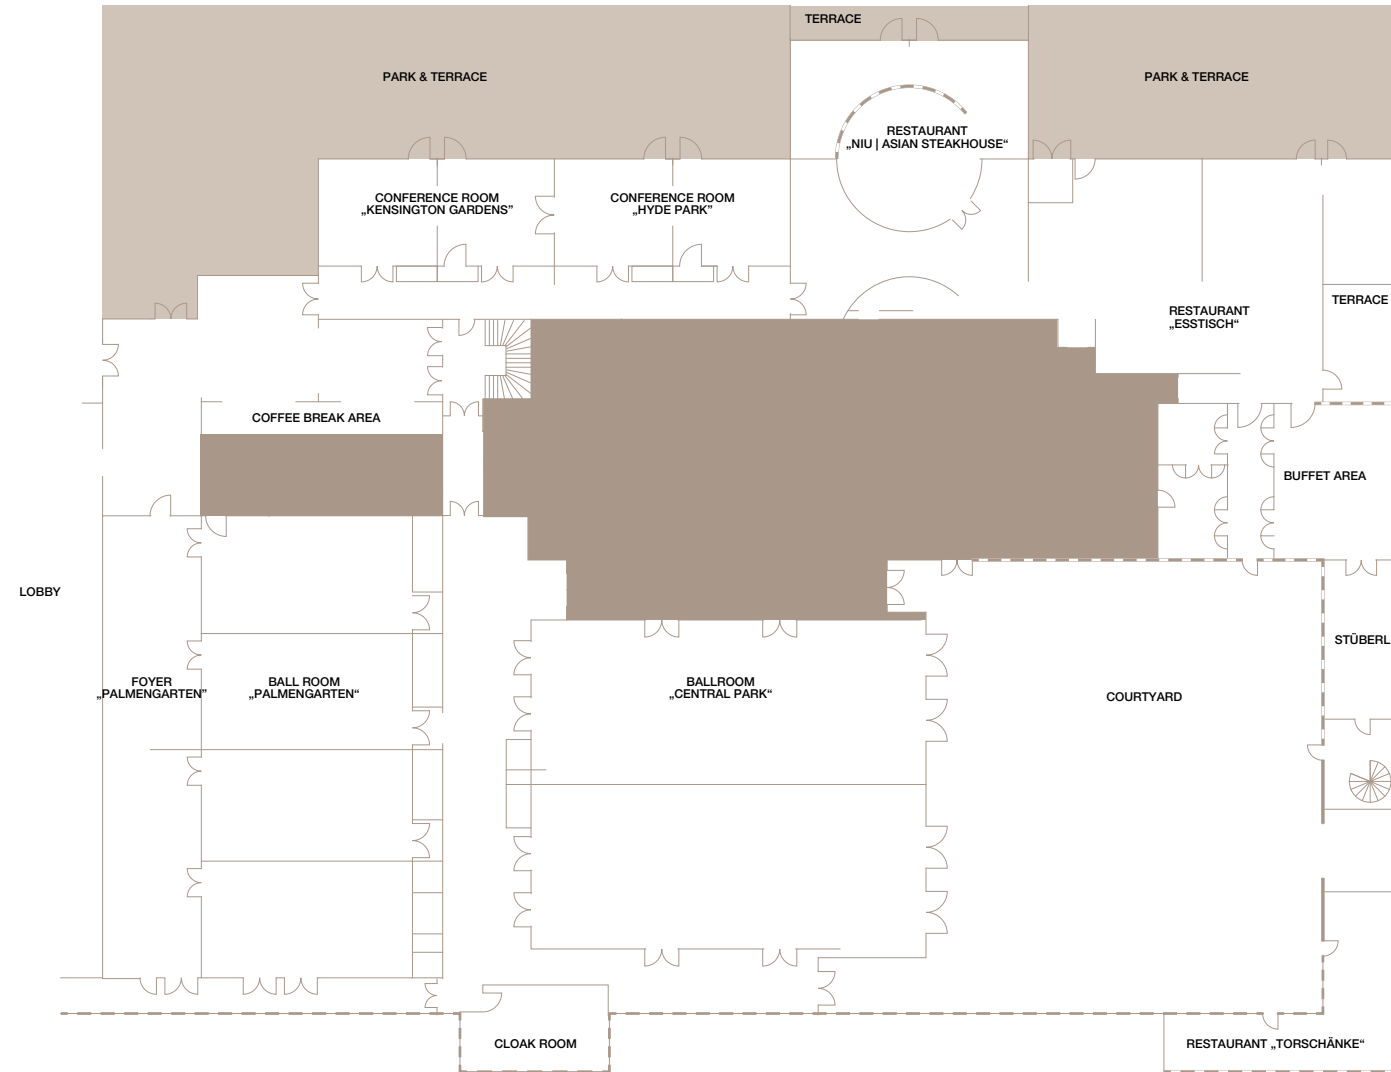 TERRACE
PARK & TERRACE
PARK & TERRACE
RESTAURANT
„NIU | ASIAN STEAKHOUSE“
CONFERENCE ROOM
„KENSINGTON GARDENS”
CONFERENCE ROOM
„HYDE PARK”
TERRACE
RESTAURANT
„ESSTISCH“
COFFEE BREAK AREA
BUFFET AREA
LOBBY
STÜBERL
FOYER
„PALMENGARTEN”
BALL ROOM
„PALMENGARTEN“
BALLROOM
„CENTRAL PARK“
COURTYARD
CLOAK ROOM
RESTAURANT „TORSCHÄNKE“